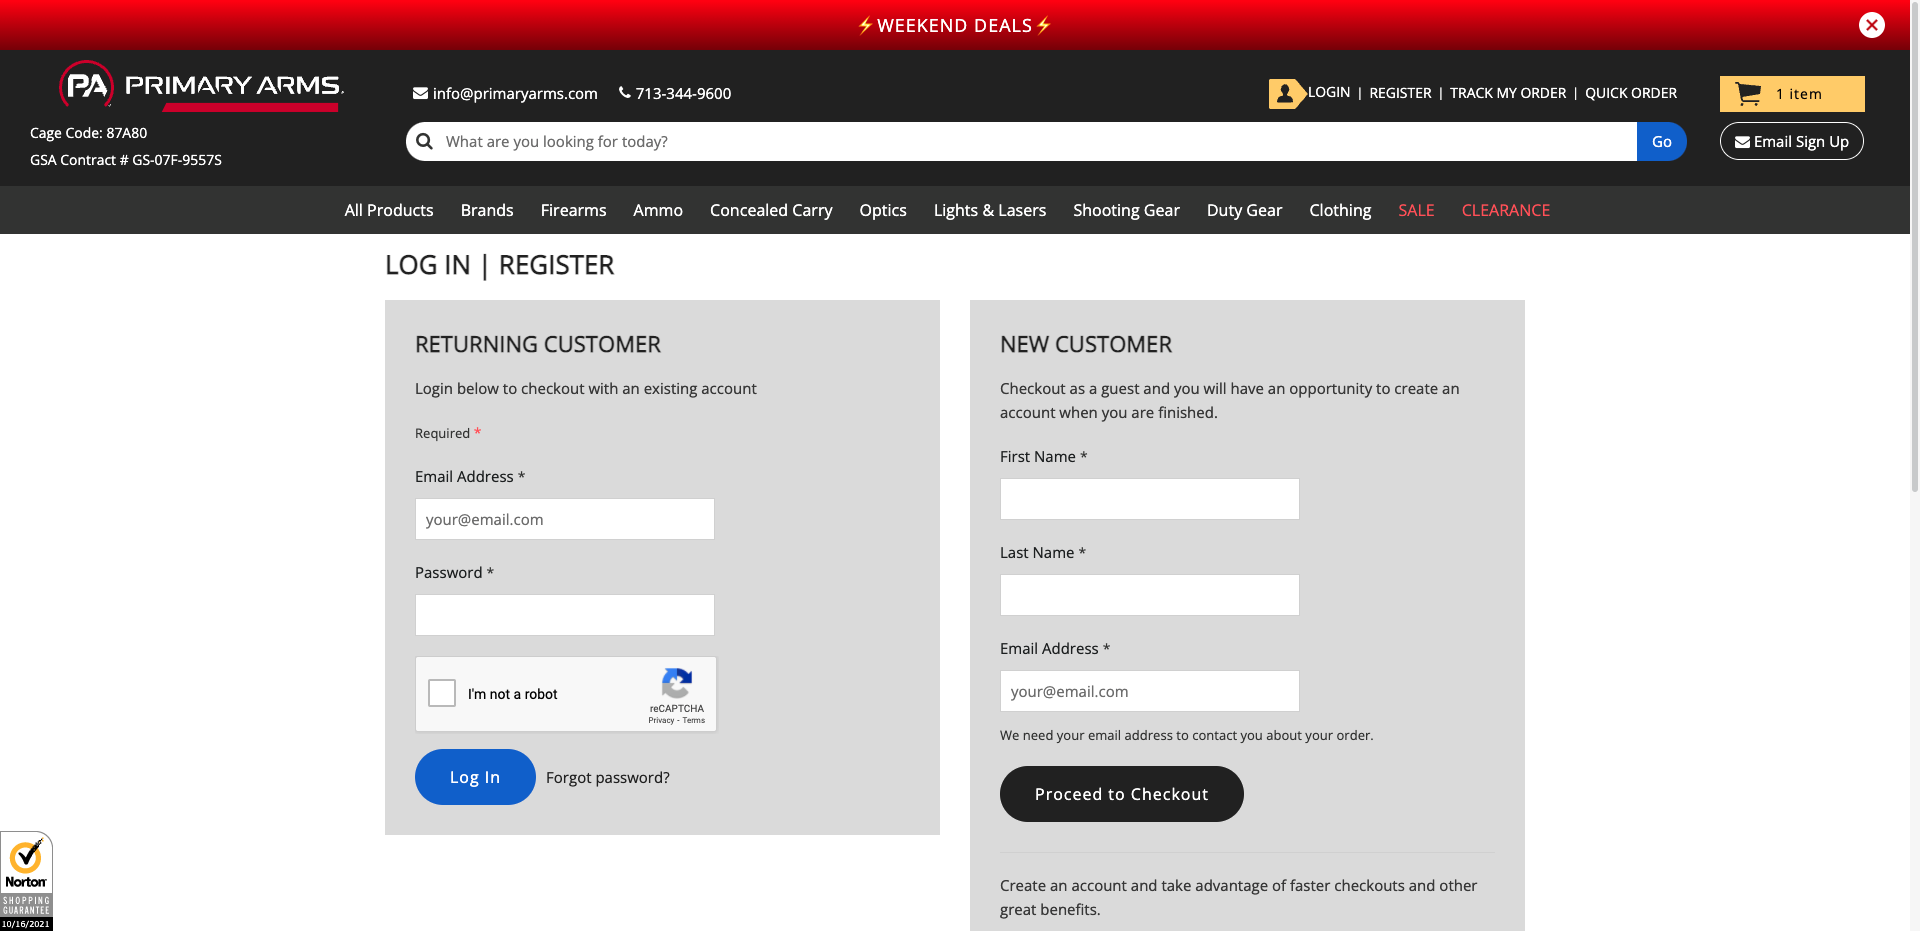 ⚡WEEKEND DEALS⚡
PA PRIMARY ARMS.
Cage Code: 87A80
GSA Contract # GS-07F-9557S
info@primaryarms.com 713-344-9600
LOGIN | REGISTER | TRACK MY ORDER | QUICK ORDER
1 item
What are you looking for today?
Go
Email Sign Up
All Products Brands Firearms Ammo Concealed Carry Optics Lights & Lasers Shooting Gear Duty Gear Clothing SALE CLEARANCE
LOG IN | REGISTER
RETURNING CUSTOMER
Login below to checkout with an existing account
Required *
Email Address *
your@email.com
Password *
I'm not a robot
reCAPTCHA
Privacy - Terms
Log In Forgot password?
NEW CUSTOMER
Checkout as a guest and you will have an opportunity to create an
account when you are finished.
First Name *
Last Name *
Email Address *
your@email.com
We need your email address to contact you about your order.
Proceed to Checkout
Create an account and take advantage of faster checkouts and other
great benefits.
Norton
SHOPPING
GUARANTEE
10/16/2021